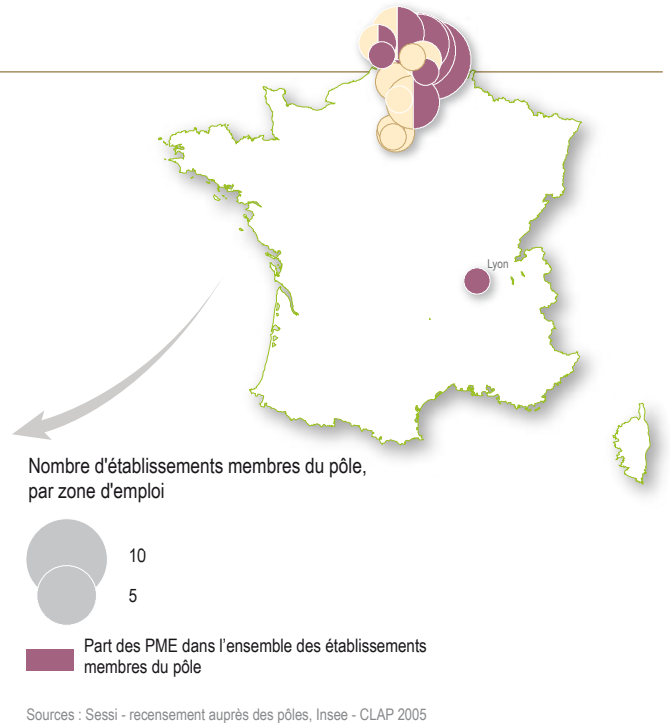 Lyon
Nombre d'établissements membres du pôle,
par zone d'emploi
10
5
Part des PME dans l’ensemble des établissements
membres du pôle
Sources : Sessi - recensement auprès des pôles, Insee - CLAP 2005